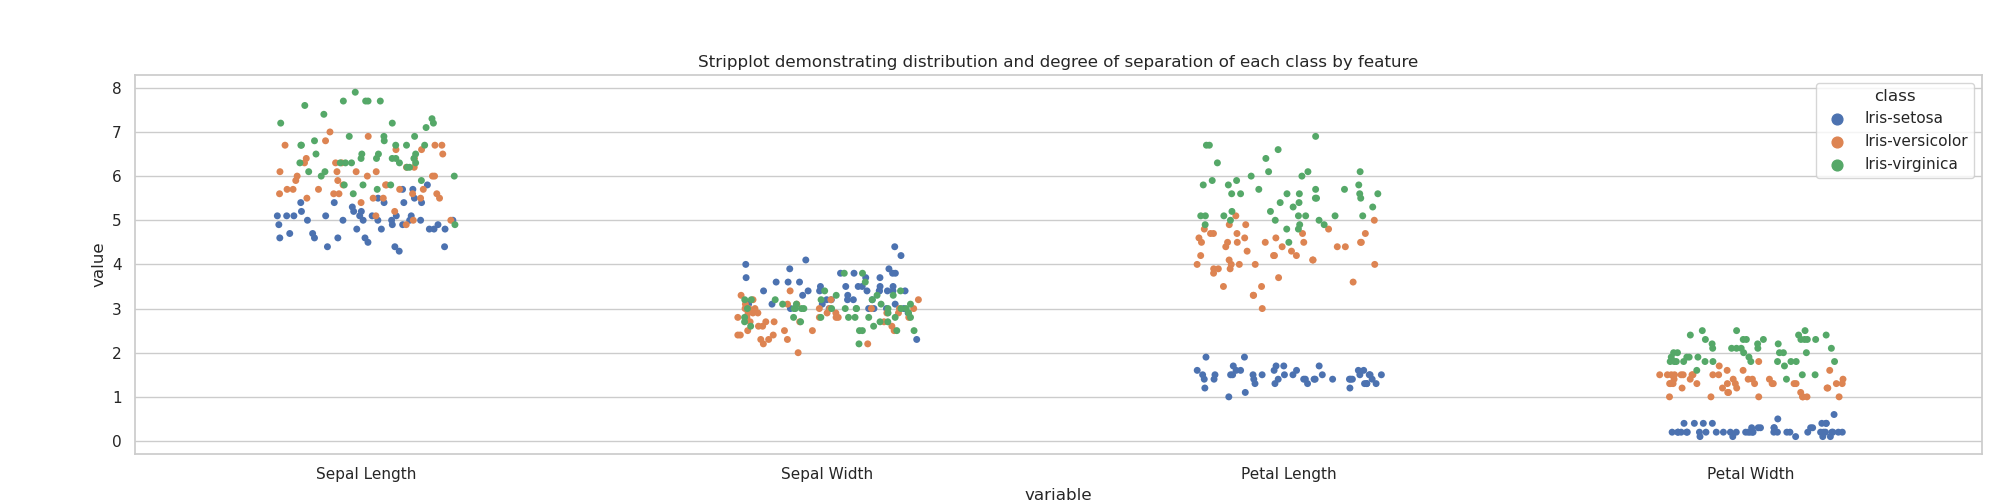 Stripplot demonstrating distribution and degree of separation of each class by feature
value
8
7
6
5
4
3
2
1
0
class
Iris-setosa
Iris-versicolor
Iris-virginica
Sepal Length
Sepal Width
Petal Length
Petal Width
variable